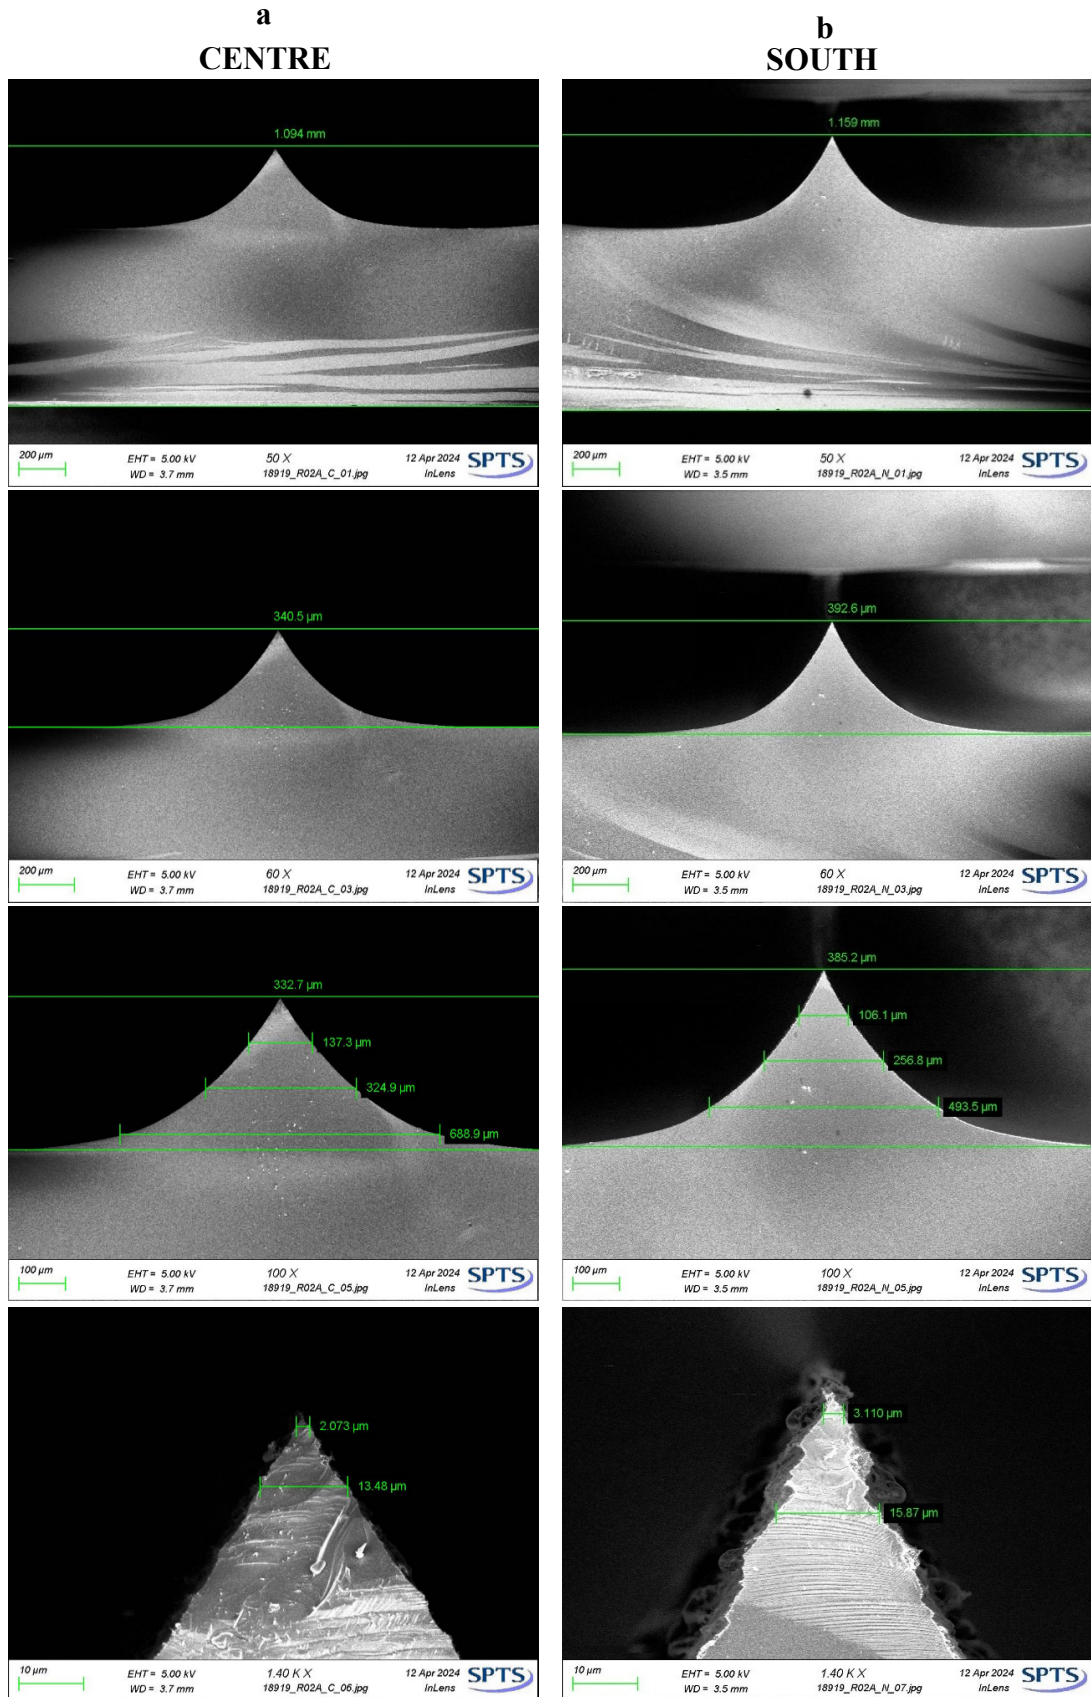 a
CENTRE
b
SOUTH
1.094 mm
200 µm
EHT = 5.00 kV
WD = 3.7 mm
50 X
18919_R02A_C_01.jpg
12 Apr 2024
InLens
SPTS
1.159 mm
200 µm
EHT = 5.00 kV
WD = 3.5 mm
50 X
18919_R02A_N_01.jpg
12 Apr 2024
InLens
SPTS
340.5 µm
200 µm
EHT = 5.00 kV
WD = 3.7 mm
60 X
18919_R02A_C_03.jpg
12 Apr 2024
InLens
SPTS
392.6 µm
200 µm
EHT = 5.00 kV
WD = 3.5 mm
60 X
18919_R02A_N_03.jpg
12 Apr 2024
InLens
SPTS
332.7 µm
137.3 µm
324.9 µm
688.9 µm
100 µm
EHT = 5.00 kV
WD = 3.7 mm
100 X
18919_R02A_C_05.jpg
12 Apr 2024
InLens
SPTS
385.2 µm
106.1 µm
256.8 µm
493.5 µm
100 µm
EHT = 5.00 kV
WD = 3.5 mm
100 X
18919_R02A_N_05.jpg
12 Apr 2024
InLens
SPTS
2.073 µm
13.48 µm
10 µm
EHT = 5.00 kV
WD = 3.7 mm
1.40 K X
18919_R02A_C_06.jpg
12 Apr 2024
InLens
SPTS
3.110 µm
15.87 µm
10 µm
EHT = 5.00 kV
WD = 3.5 mm
1.40 K X
18919_R02A_N_07.jpg
12 Apr 2024
InLens
SPTS